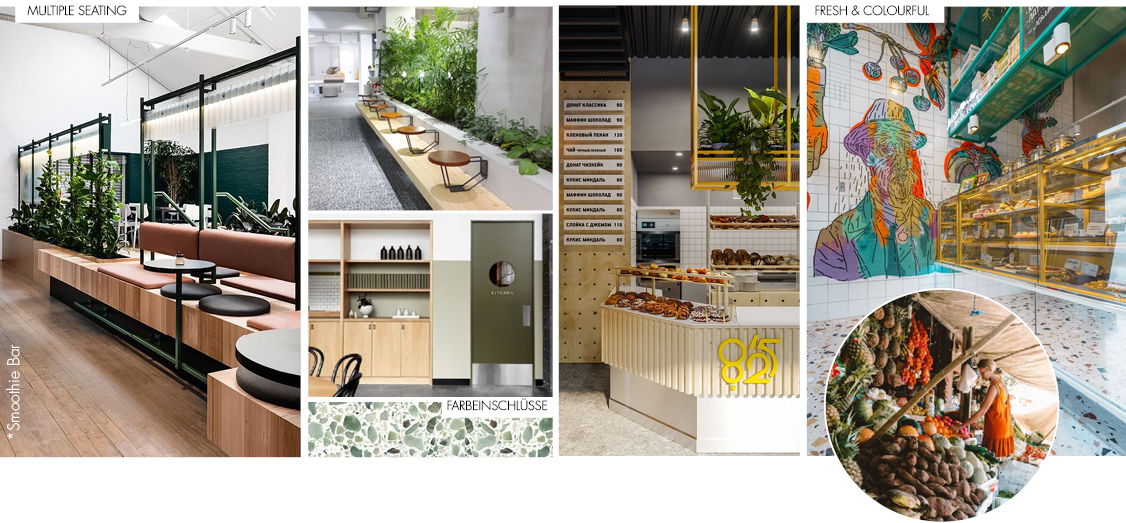 MULTIPLE SEATING
*Smoothie Bar
KITCHEN
FARBEINSCHLÜSSE
ДОНАТ КЛАССИКА 90
МАФФИН ШОКОЛАД 90
КЛЕНОВЫЙ ПЕКАН 120
ЧАЙ ЧЕРНЫЙ/ЗЕЛЕНЫЙ 100
ДОНАТ ЧИЗКЕЙК 90
КУКИС МИНДАЛЬ 80
МАФФИН ШОКОЛАД 90
КУКИС МИНДАЛЬ 80
СЛОЙКА С ДЖЕМОМ 110
КУКИС МИНДАЛЬ 80
FRESH & COLOURFUL